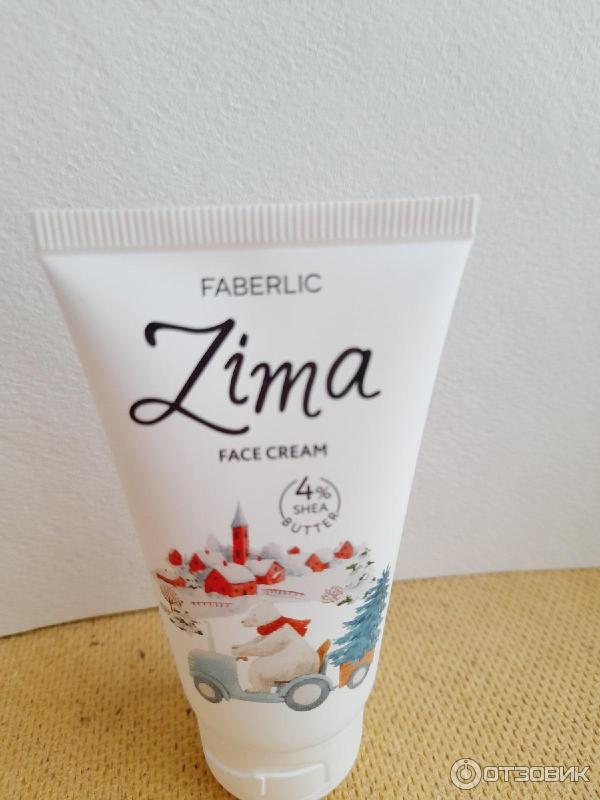 FABERLIC
Zima
FACE CREAM
4%
SHEA
BUTTER
ОТЗОВИК